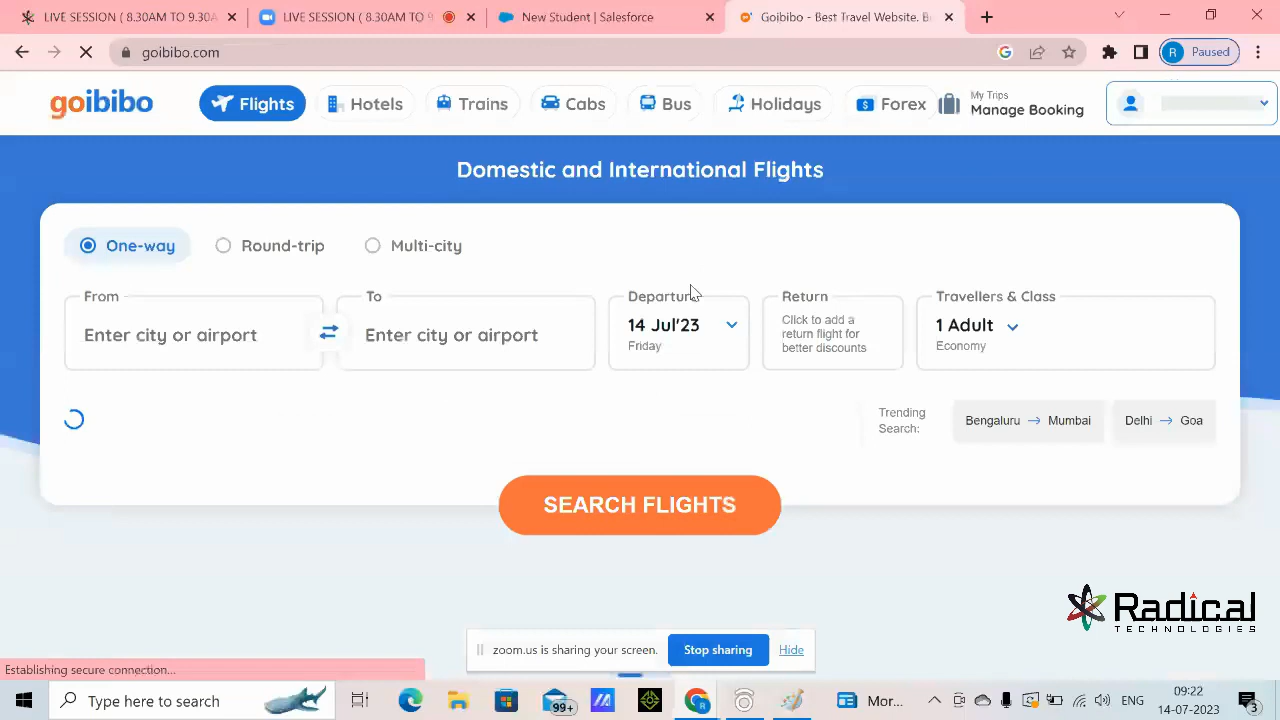 LIVE SESSION ( 8.30AM TO 9.30A
LIVE SESSION ( 8.30AM TO 9
New Student | Salesforce
Goibibo - Best Travel Website. B
goibibo.com
R Paused
goibibo
Flights
Hotels
Trains
Cabs
Bus
Holidays
Forex
My Trips
Manage Booking
Domestic and International Flights
One-way
Round-trip
Multi-city
From
Enter city or airport
To
Enter city or airport
Departure
14 Jul'23
Friday
Return
Click to add a
return flight for
better discounts
Travellers & Class
1 Adult
Economy
Trending
Search:
Bengaluru → Mumbai
Delhi → Goa
SEARCH FLIGHTS
Radical
TECHNOLOGIES
zoom.us is sharing your screen.
Stop sharing
Hide
Establishing secure connection...
Type here to search
99+
Mor...
ENG
09:22
14-07-2023
3